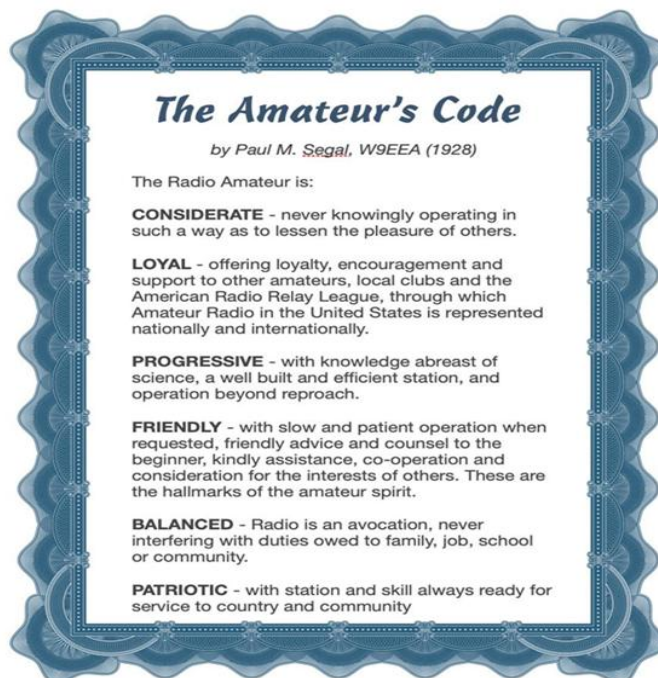 The Amateur's Code
by Paul M. Segal, W9EEA (1928)
The Radio Amateur is:
CONSIDERATE - never knowingly operating in
such a way as to lessen the pleasure of others.
LOYAL - offering loyalty, encouragement and
support to other amateurs, local clubs and the
American Radio Relay League, through which
Amateur Radio in the United States is represented
nationally and internationally.
PROGRESSIVE - with knowledge abreast of
science, a well built and efficient station, and
operation beyond reproach.
FRIENDLY - with slow and patient operation when
requested, friendly advice and counsel to the
beginner, kindly assistance, co-operation and
consideration for the interests of others. These are
the hallmarks of the amateur spirit.
BALANCED - Radio is an avocation, never
interfering with duties owed to family, job, school
or community.
PATRIOTIC - with station and skill always ready for
service to country and community